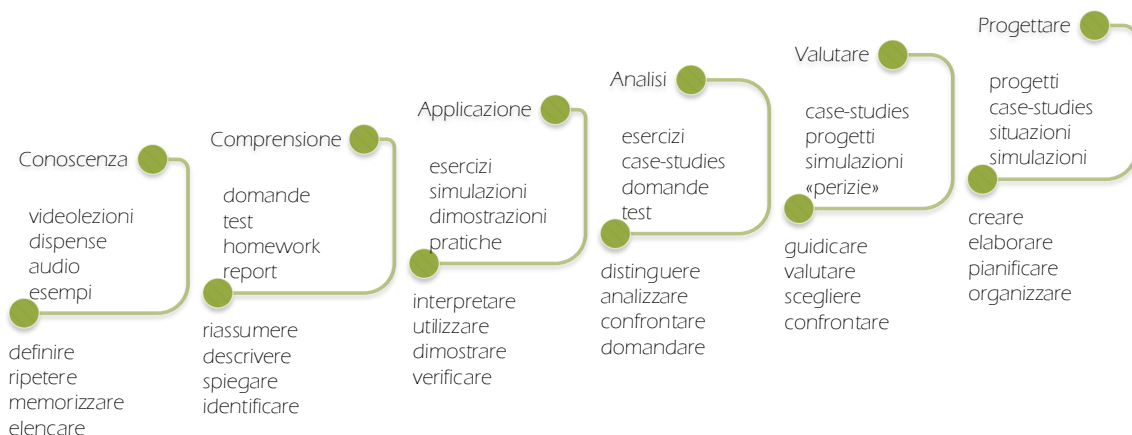 Conoscenza
videolezioni
dispense
audio
esempi
definire
ripetere
memorizzare
elencare
Comprensione
domande
test
homework
report
riassumere
descrivere
spiegare
identificare
Applicazione
esercizi
simulazioni
dimostrazioni
pratiche
interpretare
utilizzare
dimostrare
verificare
Analisi
esercizi
case-studies
domande
test
distinguere
analizzare
confrontare
domandare
Valutare
case-studies
progetti
simulazioni
«perizie»
guidicare
valutare
scegliere
confrontare
Progettare
progetti
case-studies
situazioni
simulazioni
creare
elaborare
pianificare
organizzare